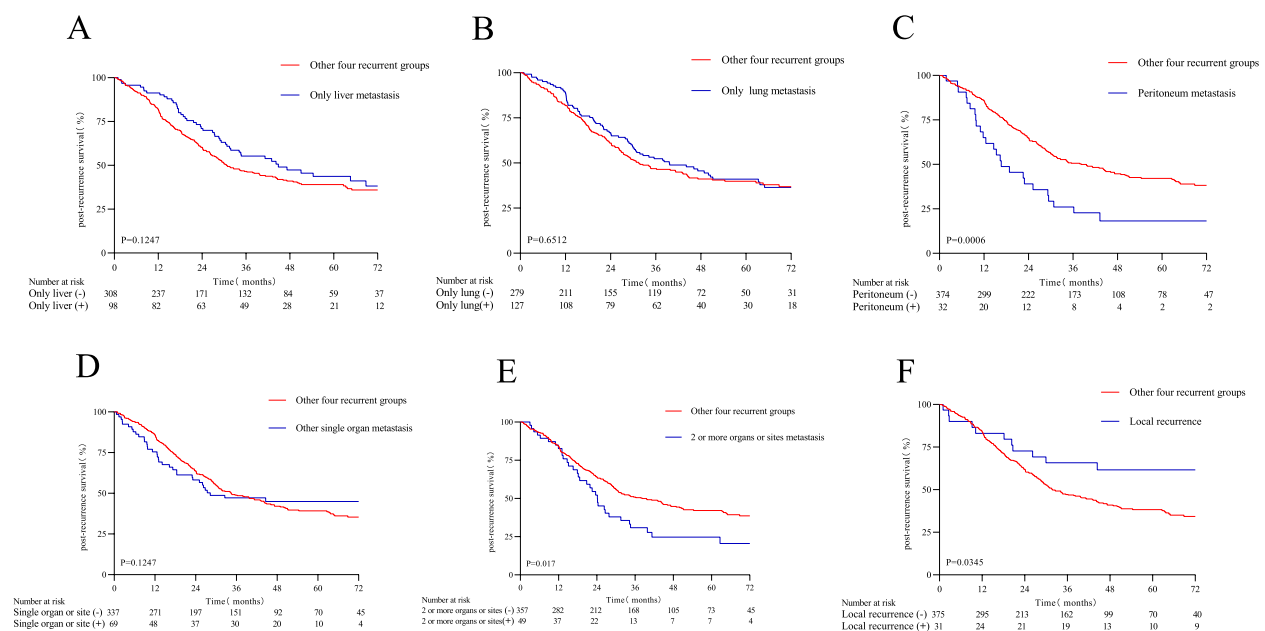 A
Other four recurrent groups
Only liver metastasis
post-recurrence survival( %)
100
75
50
25
0
P=0.1247
0 12 24 36 48 60 72
Time( months)
Number at risk
Only liver (-) 308 237 171 132 84 59 37
Only liver (+) 98 82 63 49 28 21 12
B
Other four recurrent groups
Only lung metastasis
post-recurrence survival( %)
100
75
50
25
0
P=0.6512
0 12 24 36 48 60 72
Time( months)
Number at risk
Only lung (-) 279 211 155 119 72 50 31
Only lung(+) 127 108 79 62 40 30 18
C
Other four recurrent groups
Peritoneum metastasis
post-recurrence survival( %)
100
75
50
25
0
P=0.0006
0 12 24 36 48 60 72
Time( months)
Number at risk
Peritoneum (-) 374 299 222 173 108 78 47
Peritoneum (+) 32 20 12 8 4 2 2
D
Other four recurrent groups
Other single organ metastasis
post-recurrence survival( %)
100
75
50
25
0
P=0.1247
0 12 24 36 48 60 72
Time( months)
Number at risk
Single organ or site (-) 337 271 197 151 92 70 45
Single organ or site (+) 69 48 37 30 20 10 4
E
Other four recurrent groups
2 or more organs or sites metastasis
post-recurrence survival( %)
100
75
50
25
0
P=0.017
0 12 24 36 48 60 72
Time( months)
Number at risk
2 or more organs or sites (-) 357 282 212 168 105 73 45
2 or more organs or sites(+) 49 37 22 13 7 7 4
F
Other four recurrent groups
Local recurrence
post-recurrence survival( %)
100
75
50
25
0
P=0.0345
0 12 24 36 48 60 72
Time( months)
Number at risk
Local recurrence (-) 375 295 213 162 99 70 40
Local recurrence (+) 31 24 21 19 13 10 9